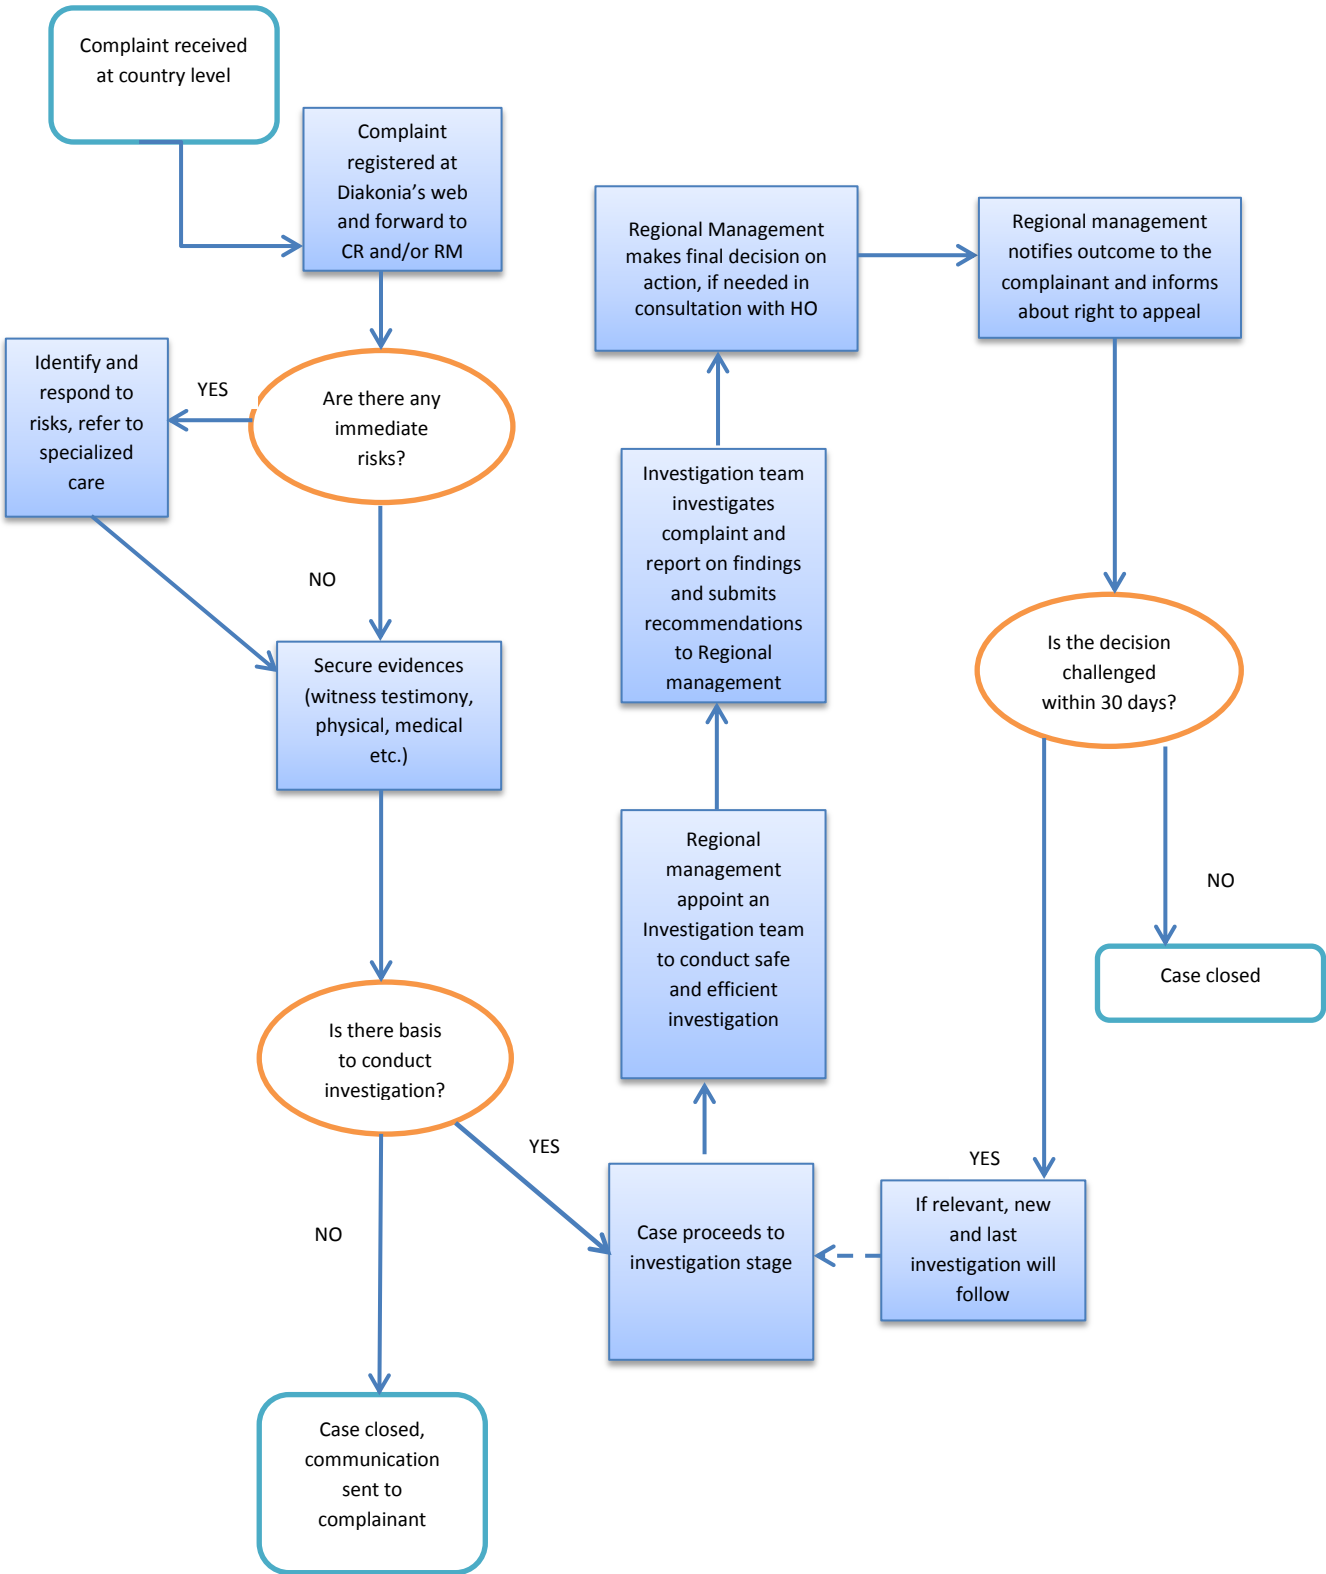 Complaint received
at country level
Complaint
registered at
Diakonia’s web
and forward to
CR and/or RM
Are there any
immediate
risks?
YES
Identify and
respond to
risks, refer to
specialized
care
NO
Secure evidences
(witness testimony,
physical, medical
etc.)
Is there basis
to conduct
investigation?
YES
NO
Case closed,
communication
sent to
complainant
Case proceeds to
investigation stage
Regional
management
appoint an
Investigation team
to conduct safe
and efficient
investigation
Investigation team
investigates
complaint and
report on findings
and submits
recommendations
to Regional
management
Regional Management
makes final decision on
action, if needed in
consultation with HO
Regional management
notifies outcome to the
complainant and informs
about right to appeal
Is the decision
challenged
within 30 days?
NO
Case closed
YES
If relevant, new
and last
investigation will
follow